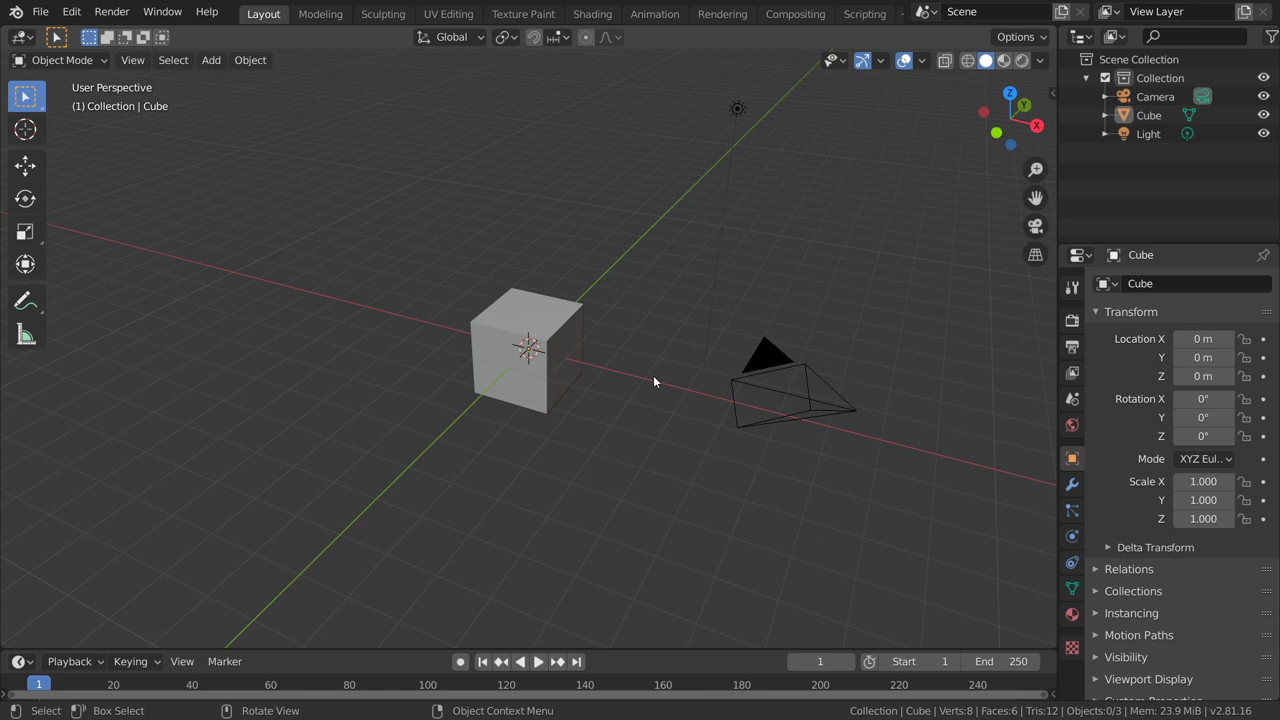 File Edit Render Window Help Layout Modeling Sculpting UV Editing Texture Paint Shading Animation Rendering Compositing Scripting Scene View Layer
Global Options
Object Mode View Select Add Object
User Perspective
(1) Collection | Cube
Z
Y
X
Scene Collection
Collection
Camera
Cube
Light
Cube
Cube
Transform
Location X 0 m
Y 0 m
Z 0 m
Rotation X 0°
Y 0°
Z 0°
Mode XYZ Eul..
Scale X 1.000
Y 1.000
Z 1.000
Delta Transform
Relations
Collections
Instancing
Motion Paths
Visibility
Viewport Display
Custom Properties
Playback Keying View Marker 1 Start 1 End 250
1 20 40 60 80 100 120 140 160 180 200 220 240
Select Box Select Rotate View Object Context Menu Collection | Cube | Verts:8 | Faces:6 | Tris:12 | Objects:0/3 | Mem: 23.9 MiB | v2.81.16